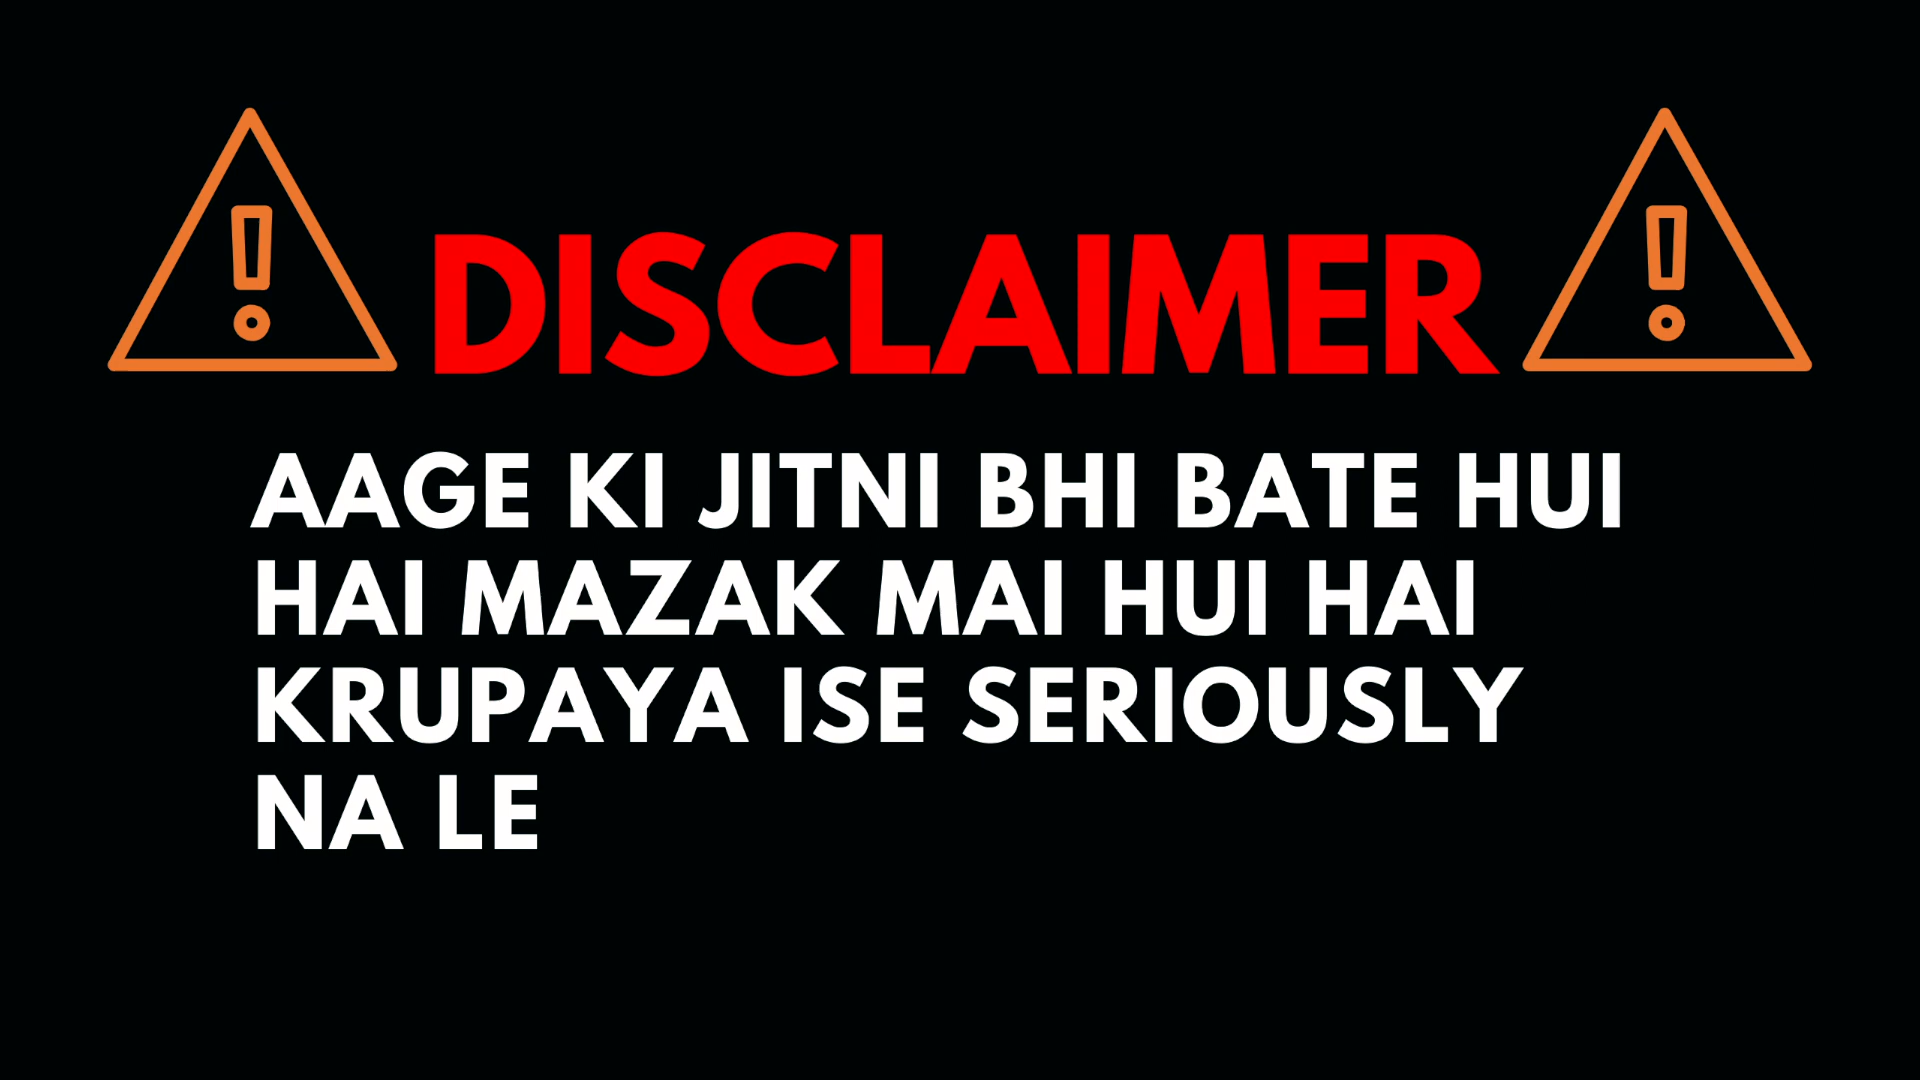 DISCLAIMER
AAGE KI JITNI BHI BATE HUI
HAI MAZAK MAI HUI HAI
KRUPAYA ISE SERIOUSLY
NA LE